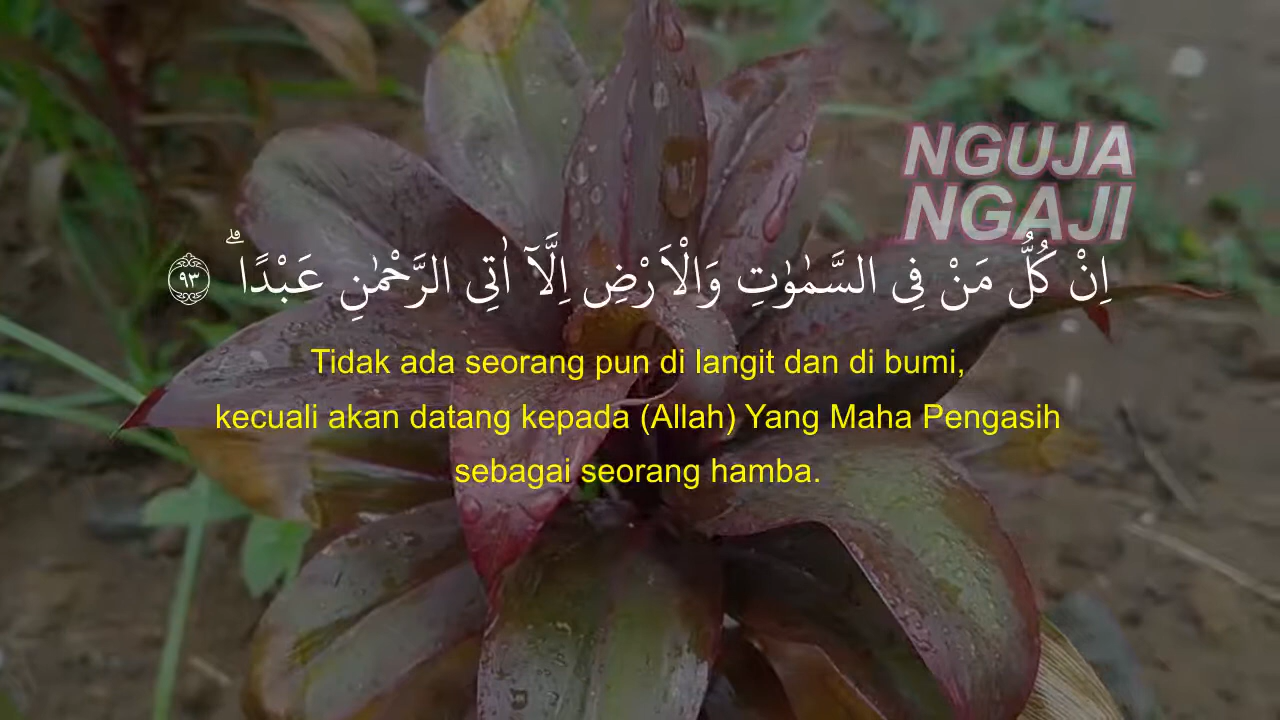 NGUJA
NGAJI
اِنْ كُلُّ مَنْ فِى السَّمٰوٰتِ وَالْاَرْضِ اِلَّآ اٰتِى الرَّحْمٰنِ عَبْدًا ۗ ٩٣
Tidak ada seorang pun di langit dan di bumi,
kecuali akan datang kepada (Allah) Yang Maha Pengasih
sebagai seorang hamba.